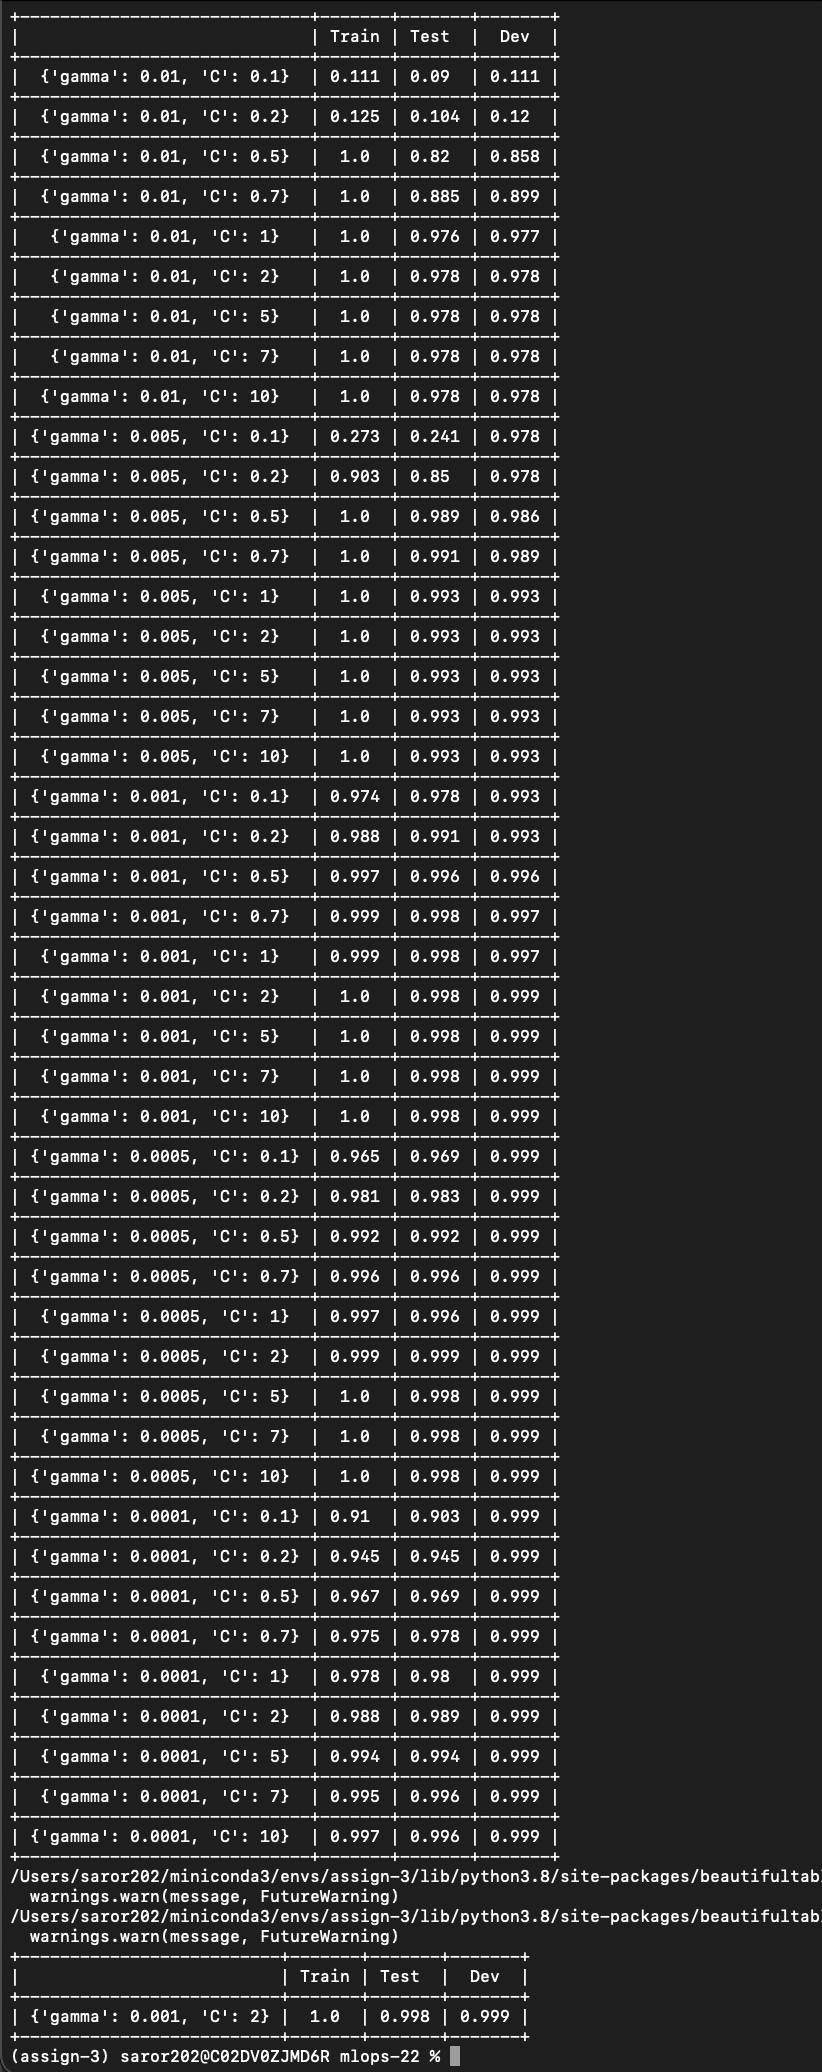 +-----------------------------+-------+-------+-------+
|                             | Train | Test  |  Dev  |
+-----------------------------+-------+-------+-------+
|  {'gamma': 0.01, 'C': 0.1}  | 0.111 | 0.09  | 0.111 |
+-----------------------------+-------+-------+-------+
|  {'gamma': 0.01, 'C': 0.2}  | 0.125 | 0.104 | 0.12  |
+-----------------------------+-------+-------+-------+
|  {'gamma': 0.01, 'C': 0.5}  |  1.0  | 0.82  | 0.858 |
+-----------------------------+-------+-------+-------+
|  {'gamma': 0.01, 'C': 0.7}  |  1.0  | 0.885 | 0.899 |
+-----------------------------+-------+-------+-------+
|   {'gamma': 0.01, 'C': 1}   |  1.0  | 0.976 | 0.977 |
+-----------------------------+-------+-------+-------+
|   {'gamma': 0.01, 'C': 2}   |  1.0  | 0.978 | 0.978 |
+-----------------------------+-------+-------+-------+
|   {'gamma': 0.01, 'C': 5}   |  1.0  | 0.978 | 0.978 |
+-----------------------------+-------+-------+-------+
|   {'gamma': 0.01, 'C': 7}   |  1.0  | 0.978 | 0.978 |
+-----------------------------+-------+-------+-------+
|  {'gamma': 0.01, 'C': 10}   |  1.0  | 0.978 | 0.978 |
+-----------------------------+-------+-------+-------+
| {'gamma': 0.005, 'C': 0.1}  | 0.273 | 0.241 | 0.978 |
+-----------------------------+-------+-------+-------+
| {'gamma': 0.005, 'C': 0.2}  | 0.903 | 0.85  | 0.978 |
+-----------------------------+-------+-------+-------+
| {'gamma': 0.005, 'C': 0.5}  |  1.0  | 0.989 | 0.986 |
+-----------------------------+-------+-------+-------+
| {'gamma': 0.005, 'C': 0.7}  |  1.0  | 0.991 | 0.989 |
+-----------------------------+-------+-------+-------+
|  {'gamma': 0.005, 'C': 1}   |  1.0  | 0.993 | 0.993 |
+-----------------------------+-------+-------+-------+
|  {'gamma': 0.005, 'C': 2}   |  1.0  | 0.993 | 0.993 |
+-----------------------------+-------+-------+-------+
|  {'gamma': 0.005, 'C': 5}   |  1.0  | 0.993 | 0.993 |
+-----------------------------+-------+-------+-------+
|  {'gamma': 0.005, 'C': 7}   |  1.0  | 0.993 | 0.993 |
+-----------------------------+-------+-------+-------+
|  {'gamma': 0.005, 'C': 10}  |  1.0  | 0.993 | 0.993 |
+-----------------------------+-------+-------+-------+
| {'gamma': 0.001, 'C': 0.1}  | 0.974 | 0.978 | 0.993 |
+-----------------------------+-------+-------+-------+
| {'gamma': 0.001, 'C': 0.2}  | 0.988 | 0.991 | 0.993 |
+-----------------------------+-------+-------+-------+
| {'gamma': 0.001, 'C': 0.5}  | 0.997 | 0.996 | 0.996 |
+-----------------------------+-------+-------+-------+
| {'gamma': 0.001, 'C': 0.7}  | 0.999 | 0.998 | 0.997 |
+-----------------------------+-------+-------+-------+
|  {'gamma': 0.001, 'C': 1}   | 0.999 | 0.998 | 0.997 |
+-----------------------------+-------+-------+-------+
|  {'gamma': 0.001, 'C': 2}   |  1.0  | 0.998 | 0.999 |
+-----------------------------+-------+-------+-------+
|  {'gamma': 0.001, 'C': 5}   |  1.0  | 0.998 | 0.999 |
+-----------------------------+-------+-------+-------+
|  {'gamma': 0.001, 'C': 7}   |  1.0  | 0.998 | 0.999 |
+-----------------------------+-------+-------+-------+
|  {'gamma': 0.001, 'C': 10}  |  1.0  | 0.998 | 0.999 |
+-----------------------------+-------+-------+-------+
| {'gamma': 0.0005, 'C': 0.1} | 0.965 | 0.969 | 0.999 |
+-----------------------------+-------+-------+-------+
| {'gamma': 0.0005, 'C': 0.2} | 0.981 | 0.983 | 0.999 |
+-----------------------------+-------+-------+-------+
| {'gamma': 0.0005, 'C': 0.5} | 0.992 | 0.992 | 0.999 |
+-----------------------------+-------+-------+-------+
| {'gamma': 0.0005, 'C': 0.7} | 0.996 | 0.996 | 0.999 |
+-----------------------------+-------+-------+-------+
|  {'gamma': 0.0005, 'C': 1}  | 0.997 | 0.996 | 0.999 |
+-----------------------------+-------+-------+-------+
|  {'gamma': 0.0005, 'C': 2}  | 0.999 | 0.999 | 0.999 |
+-----------------------------+-------+-------+-------+
|  {'gamma': 0.0005, 'C': 5}  |  1.0  | 0.998 | 0.999 |
+-----------------------------+-------+-------+-------+
|  {'gamma': 0.0005, 'C': 7}  |  1.0  | 0.998 | 0.999 |
+-----------------------------+-------+-------+-------+
| {'gamma': 0.0005, 'C': 10}  |  1.0  | 0.998 | 0.999 |
+-----------------------------+-------+-------+-------+
| {'gamma': 0.0001, 'C': 0.1} | 0.91  | 0.903 | 0.999 |
+-----------------------------+-------+-------+-------+
| {'gamma': 0.0001, 'C': 0.2} | 0.945 | 0.945 | 0.999 |
+-----------------------------+-------+-------+-------+
| {'gamma': 0.0001, 'C': 0.5} | 0.967 | 0.969 | 0.999 |
+-----------------------------+-------+-------+-------+
| {'gamma': 0.0001, 'C': 0.7} | 0.975 | 0.978 | 0.999 |
+-----------------------------+-------+-------+-------+
|  {'gamma': 0.0001, 'C': 1}  | 0.978 | 0.98  | 0.999 |
+-----------------------------+-------+-------+-------+
|  {'gamma': 0.0001, 'C': 2}  | 0.988 | 0.989 | 0.999 |
+-----------------------------+-------+-------+-------+
|  {'gamma': 0.0001, 'C': 5}  | 0.994 | 0.994 | 0.999 |
+-----------------------------+-------+-------+-------+
|  {'gamma': 0.0001, 'C': 7}  | 0.995 | 0.996 | 0.999 |
+-----------------------------+-------+-------+-------+
| {'gamma': 0.0001, 'C': 10}  | 0.997 | 0.996 | 0.999 |
+-----------------------------+-------+-------+-------+
/Users/saror202/miniconda3/envs/assign-3/lib/python3.8/site-packages/beautifultabl
  warnings.warn(message, FutureWarning)
/Users/saror202/miniconda3/envs/assign-3/lib/python3.8/site-packages/beautifultabl
  warnings.warn(message, FutureWarning)
+--------------------------+-------+-------+-------+
|                          | Train | Test  |  Dev  |
+--------------------------+-------+-------+-------+
| {'gamma': 0.001, 'C': 2} |  1.0  | 0.998 | 0.999 |
+--------------------------+-------+-------+-------+
(assign-3) saror202@C02DV0ZJMD6R mlops-22 %